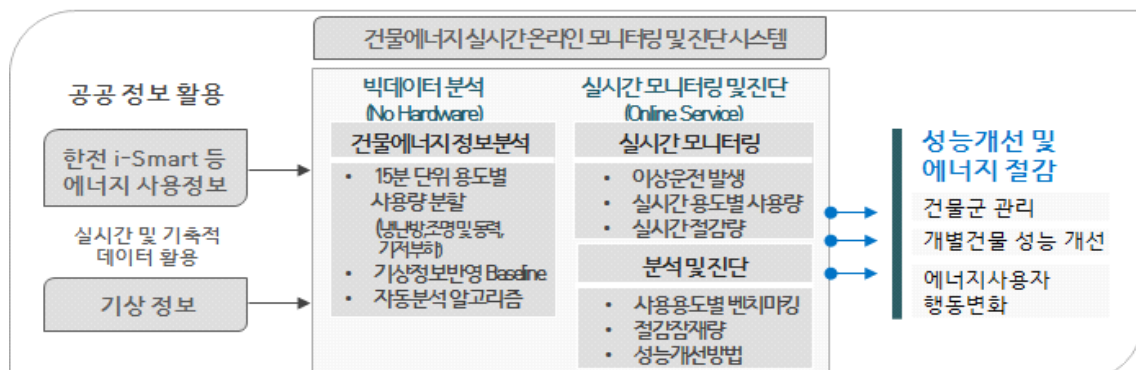 건물에너지 실시간 온라인 모니터링 및 진단 시스템
공공 정보 활용
한전 i-Smart 등
에너지 사용정보
실시간 및 기축적
데이터 활용
기상 정보
빅데이터 분석
(No Hardware)
건물에너지 정보분석
• 15분 단위 용도별
사용량 분할
(냉난방,조명 및 동력,
기저부하)
• 기상정보반영 Baseline
• 자동분석 알고리즘
실시간 모니터링 및 진단
(Online Service)
실시간 모니터링
• 이상운전 발생
• 실시간 용도별 사용량
• 실시간 절감량
분석 및 진단
• 사용용도별 벤치마킹
• 절감잠재량
• 성능개선방법
성능개선 및
에너지 절감
건물군 관리
개별건물 성능 개선
에너지사용자
행동변화